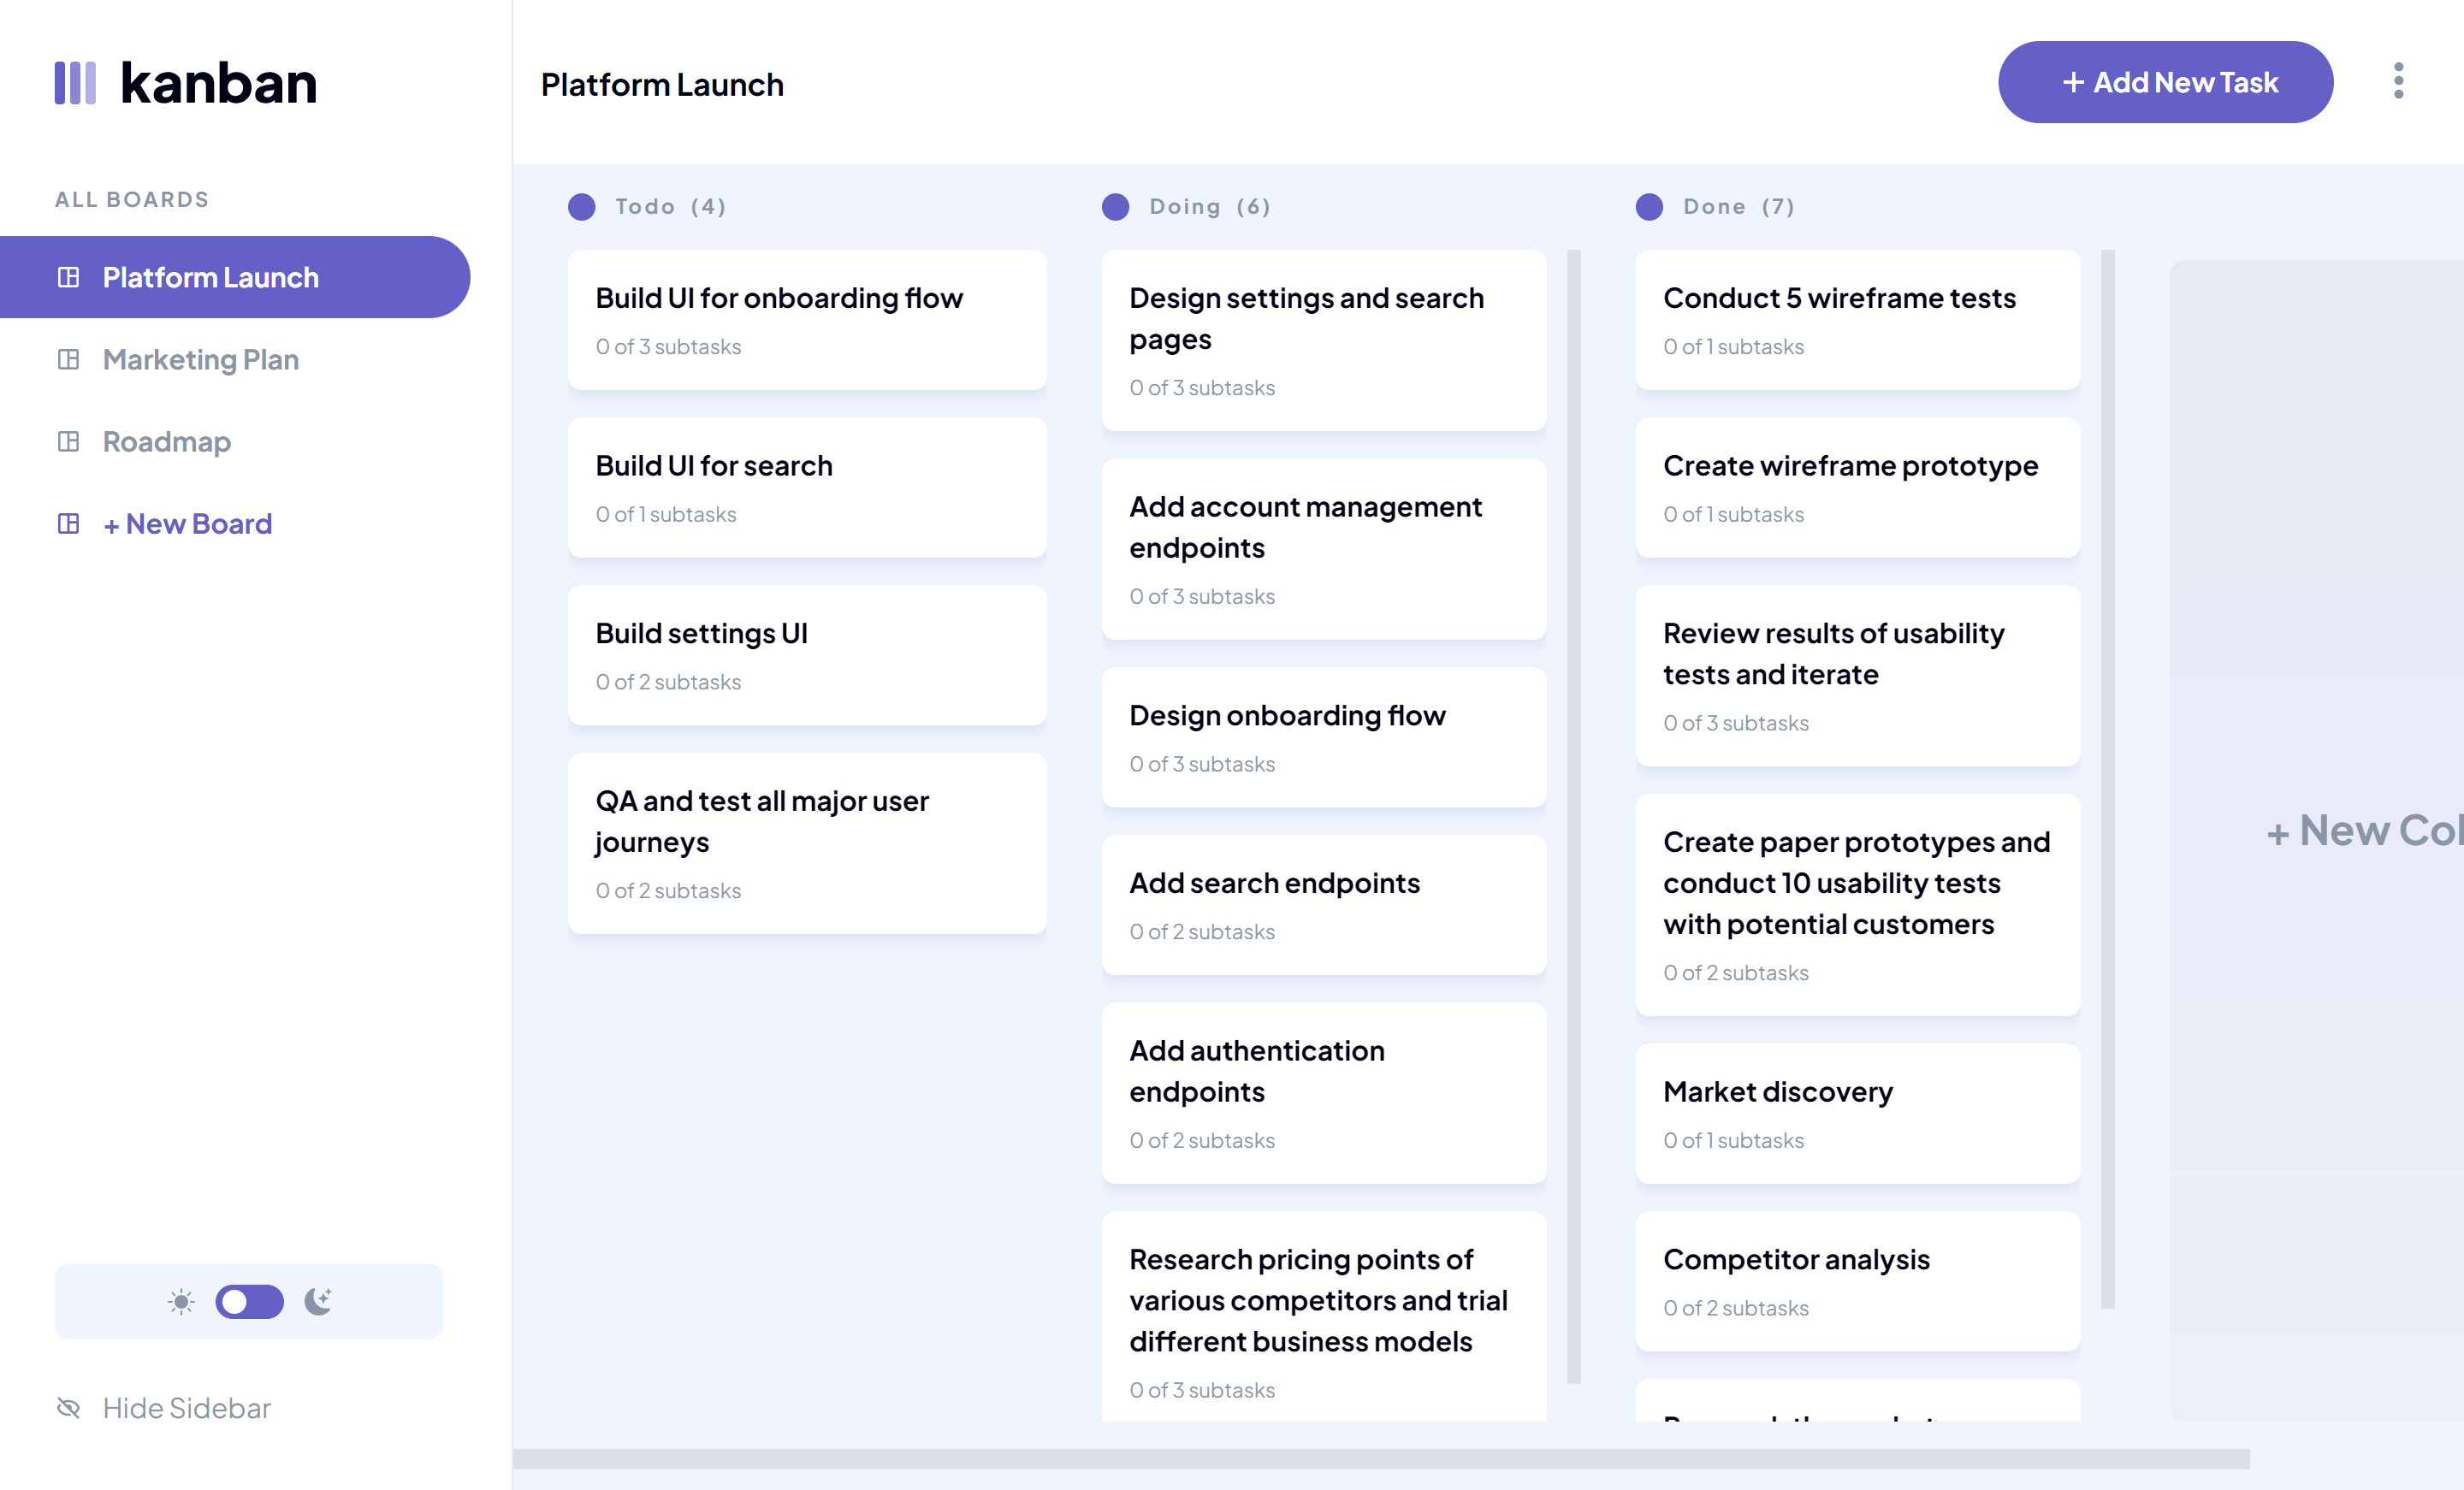 kanban
ALL BOARDS
Platform Launch
Marketing Plan
Roadmap
+ New Board
Hide Sidebar
Platform Launch
+ Add New Task
Todo (4)
Build UI for onboarding flow
0 of 3 subtasks
Build UI for search
0 of 1 subtasks
Build settings UI
0 of 2 subtasks
QA and test all major user
journeys
0 of 2 subtasks
Doing (6)
Design settings and search
pages
0 of 3 subtasks
Add account management
endpoints
0 of 3 subtasks
Design onboarding flow
0 of 3 subtasks
Add search endpoints
0 of 2 subtasks
Add authentication
endpoints
0 of 2 subtasks
Research pricing points of
various competitors and trial
different business models
0 of 3 subtasks
Done (7)
Conduct 5 wireframe tests
0 of 1 subtasks
Create wireframe prototype
0 of 1 subtasks
Review results of usability
tests and iterate
0 of 3 subtasks
Create paper prototypes and
conduct 10 usability tests
with potential customers
0 of 2 subtasks
Market discovery
0 of 1 subtasks
Competitor analysis
0 of 2 subtasks
+ New Col